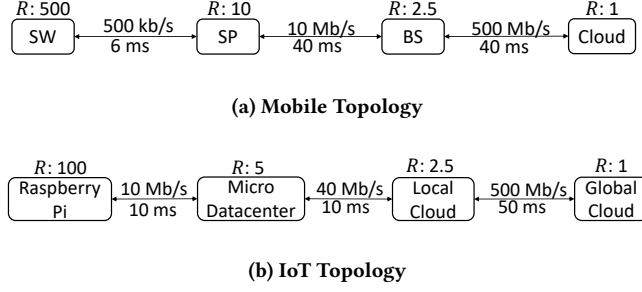 R: 500 R: 10 R: 2.5 R: 1
SW 500 kb/s SP 10 Mb/s BS 500 Mb/s Cloud
6 ms 40 ms 40 ms
(a) Mobile Topology
R: 100 R: 5 R: 2.5 R: 1
Raspberry 10 Mb/s Micro 40 Mb/s Local 500 Mb/s Global
Pi 10 ms Datacenter 10 ms Cloud 50 ms Cloud
(b) IoT Topology